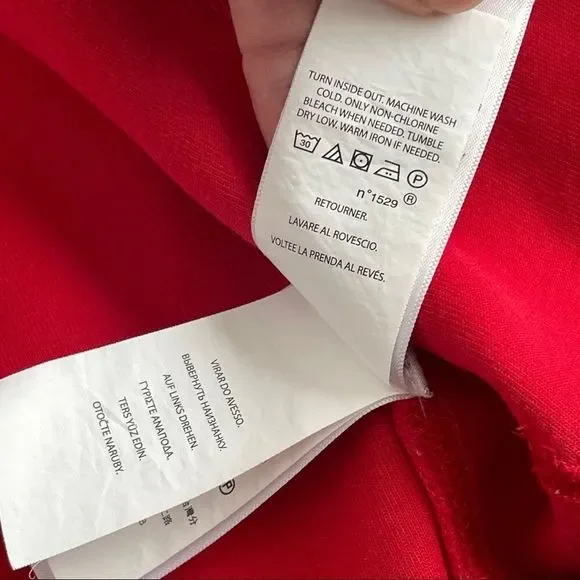 TURN INSIDE OUT. MACHINE WASH
COLD. ONLY NON-CHLORINE
BLEACH WHEN NEEDED. TUMBLE
DRY LOW. WARM IRON IF NEEDED.
30 P
n°1529 ®
RETOURNER.
LAVARE AL ROVESCIO.
VOLTEE LA PRENDA AL REVÉS.
VIRAR DO AVESSO.
ВЫВЕРНУТЬ НАИЗНАНКУ.
AUF LINKS DREHEN.
ΓΥΡΙΣΤΕ ΑΝΑΠΟΔΑ.
TERS YÜZ EDIN.
OTOČTE NARUBY.
P